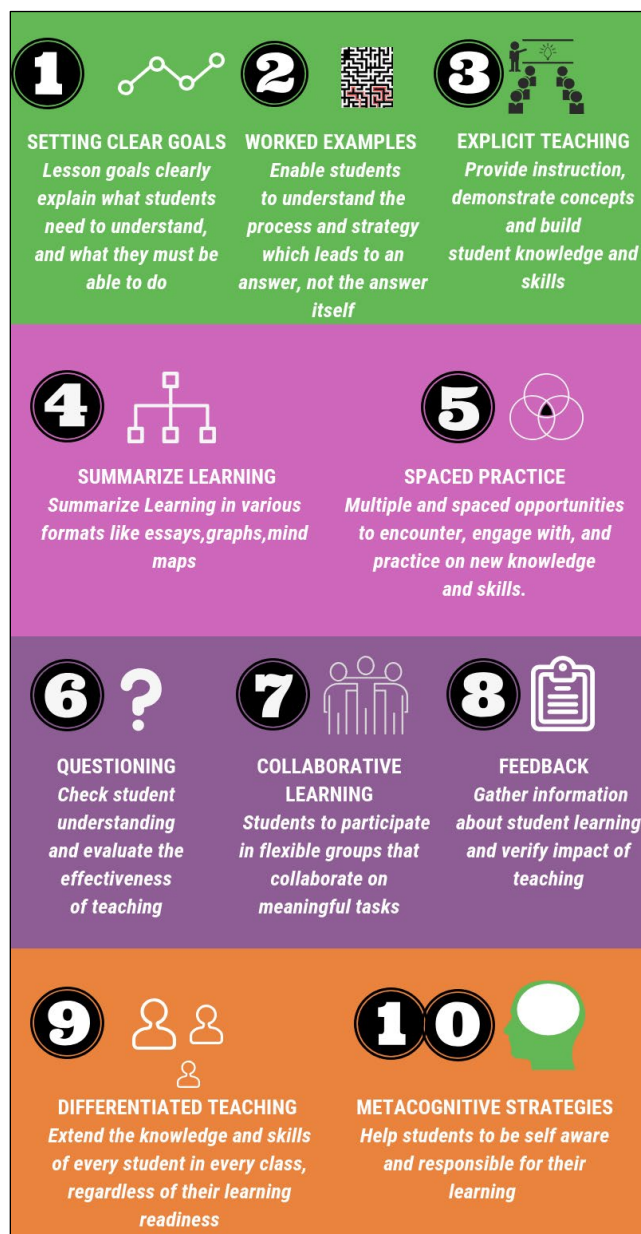 1
SETTING CLEAR GOALS
Lesson goals clearly
explain what students
need to understand,
and what they must be
able to do
2
WORKED EXAMPLES
Enable students
to understand the
process and strategy
which leads to an
answer, not the answer
itself
3
EXPLICIT TEACHING
Provide instruction,
demonstrate concepts
and build
student knowledge and
skills
4
SUMMARIZE LEARNING
Summarize Learning in various
formats like essays,graphs,mind
maps
5
SPACED PRACTICE
Multiple and spaced opportunities
to encounter, engage with, and
practice on new knowledge
and skills.
6
?
QUESTIONING
Check student
understanding
and evaluate the
effectiveness
of teaching
7
COLLABORATIVE
LEARNING
Students to participate
in flexible groups that
collaborate on
meaningful tasks
8
FEEDBACK
Gather information
about student learning
and verify impact of
teaching
9
DIFFERENTIATED TEACHING
Extend the knowledge and skills
of every student in every class,
regardless of their learning
readiness
10
METACOGNITIVE STRATEGIES
Help students to be self aware
and responsible for their
learning